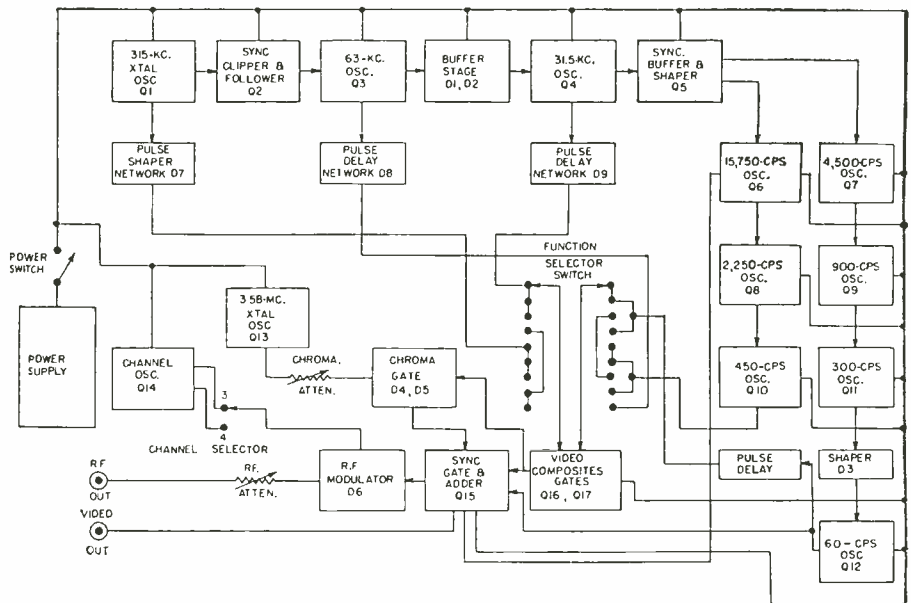 315-KC.
XTAL
OSC
Q1
SYNC
CLIPPER &
FOLLOWER
Q2
63-KC.
OSC.
Q3
BUFFER
STAGE
D1, D2
31.5-KC.
OSC.
Q4
SYNC.
BUFFER &
SHAPER
Q5
PULSE
SHAPER
NETWORK D7
PULSE
DELAY
NETWORK D8
PULSE
DELAY
NETWORK D9
15,750-CPS
OSC.
Q6
4,500-CPS
OSC.
Q7
POWER
SWITCH
FUNCTION
SELECTOR
SWITCH
2,250-CPS
OSC.
Q8
900-CPS
OSC.
Q9
POWER
SUPPLY
3.58-MC.
XTAL
OSC
Q13
CHANNEL
OSC.
Q14
CHROMA.
ATTEN.
CHROMA
GATE
D4, D5
450-CPS
OSC.
Q10
300-CPS
OSC.
Q11
3
4
CHANNEL SELECTOR
R.F.
OUT
RF.
ATTEN.
R.F.
MODULATOR
D6
SYNC
GATE &
ADDER
Q15
VIDEO
COMPOSITES
GATES
Q16, Q17
PULSE
DELAY
SHAPER
D3
VIDEO
OUT
60-CPS
OSC
Q12